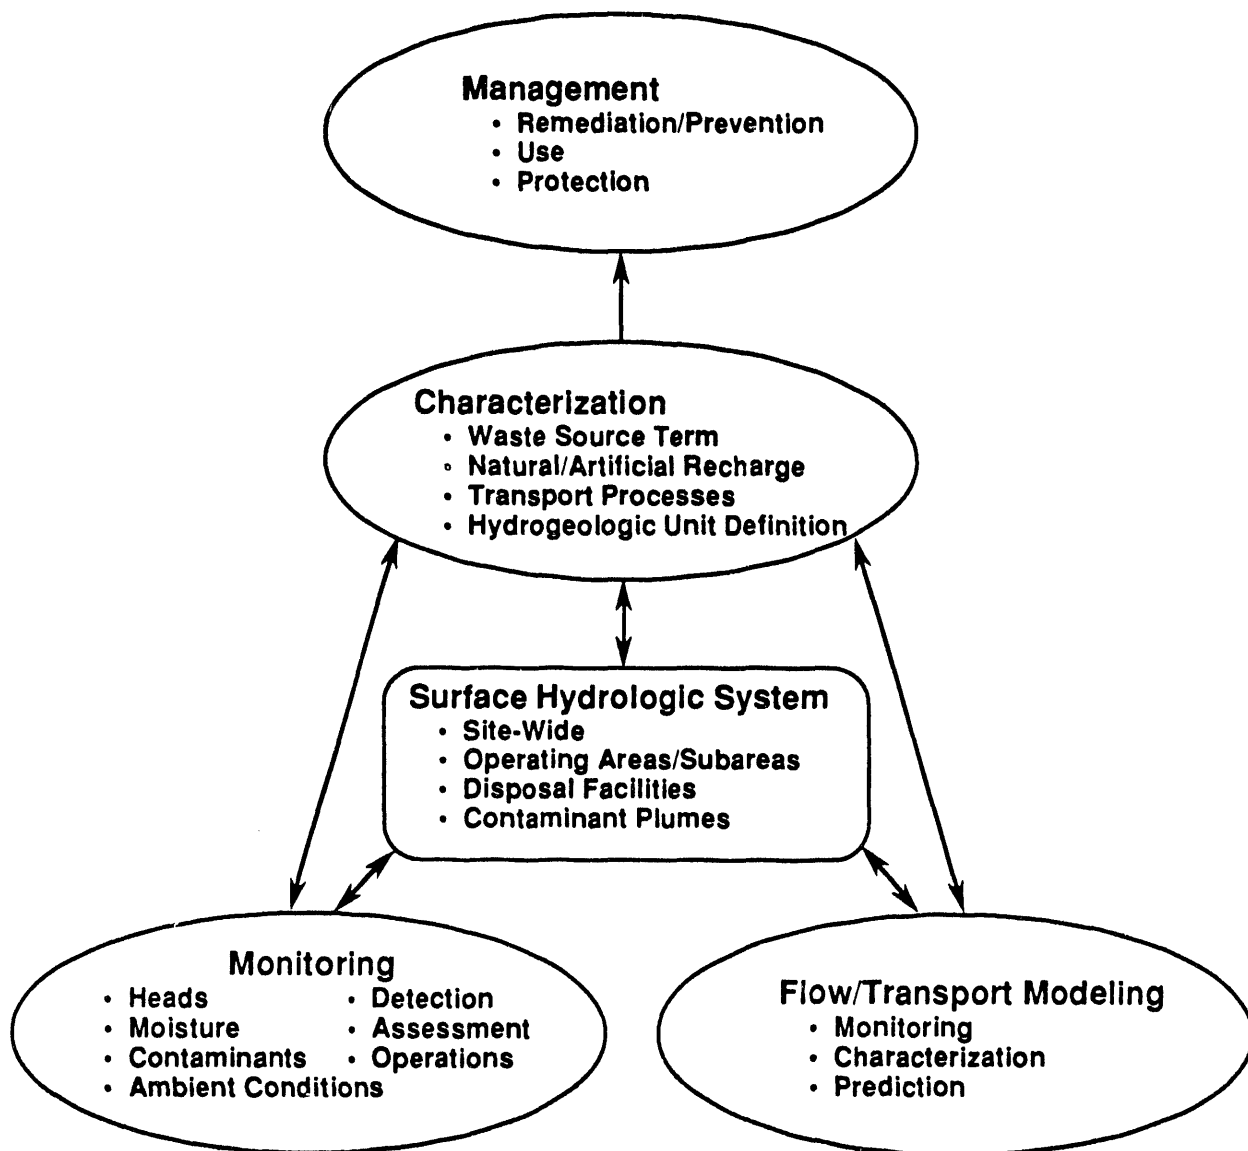 Management
• Remediation/Prevention
• Use
• Protection
Characterization
• Waste Source Term
• Natural/Artificial Recharge
• Transport Processes
• Hydrogeologic Unit Definition
Surface Hydrologic System
• Site-Wide
• Operating Areas/Subareas
• Disposal Facilities
• Contaminant Plumes
Monitoring
• Heads
• Moisture
• Contaminants
• Ambient Conditions
• Detection
• Assessment
• Operations
Flow/Transport Modeling
• Monitoring
• Characterization
• Prediction